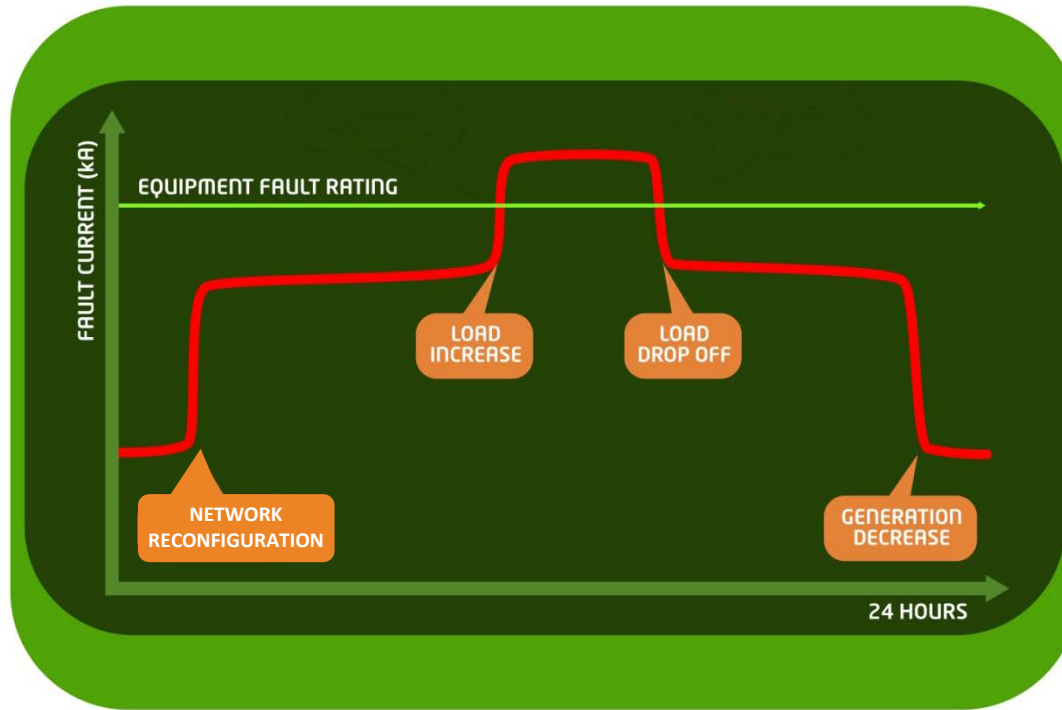 FAULT CURRENT (kA)
EQUIPMENT FAULT RATING
LOAD
INCREASE
LOAD
DROP OFF
NETWORK
RECONFIGURATION
GENERATION
DECREASE
24 HOURS